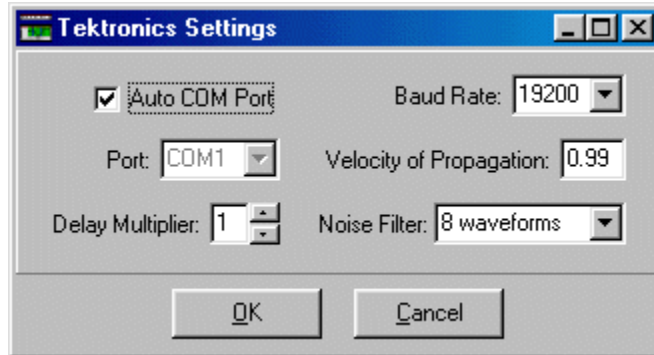 Tektronics Settings
Auto COM Port Baud Rate: 19200
Port: COM1 Velocity of Propagation: 0.99
Delay Multiplier: 1 Noise Filter: 8 waveforms
OK Cancel